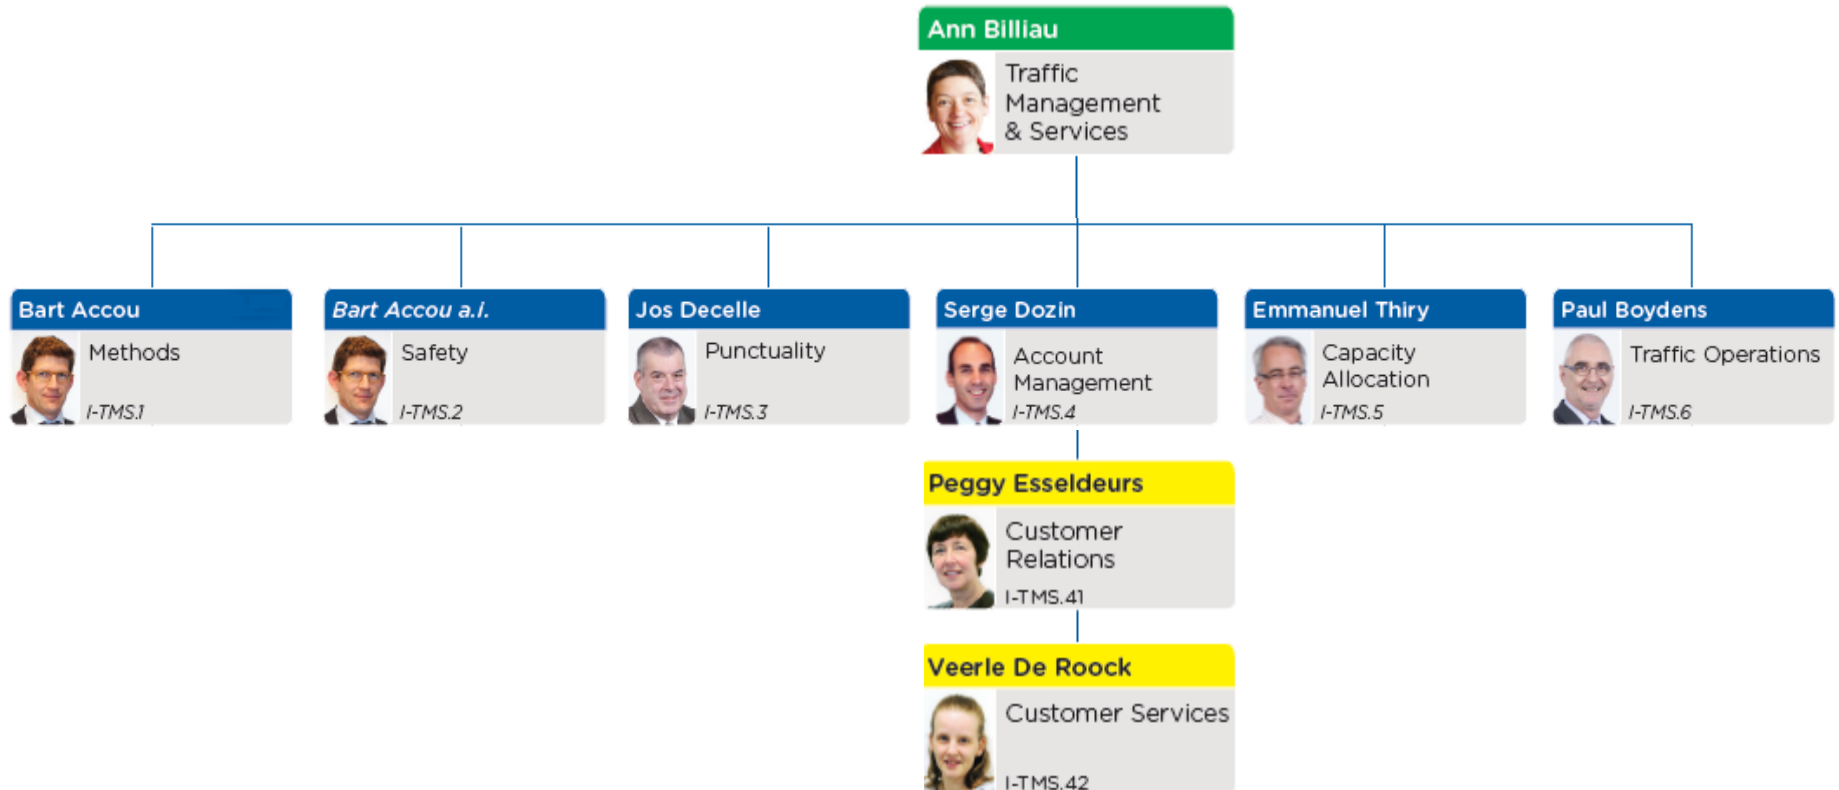 Ann Billiau
Traffic
Management
& Services
Bart Accou
Methods
I-TMS.1
Bart Accou a.i.
Safety
I-TMS.2
Jos Decelle
Punctuality
I-TMS.3
Serge Dozin
Account
Management
I-TMS.4
Emmanuel Thiry
Capacity
Allocation
I-TMS.5
Paul Boydens
Traffic Operations
I-TMS.6
Peggy Esseldeurs
Customer
Relations
I-TMS.41
Veerle De Roock
Customer Services
I-TMS.42